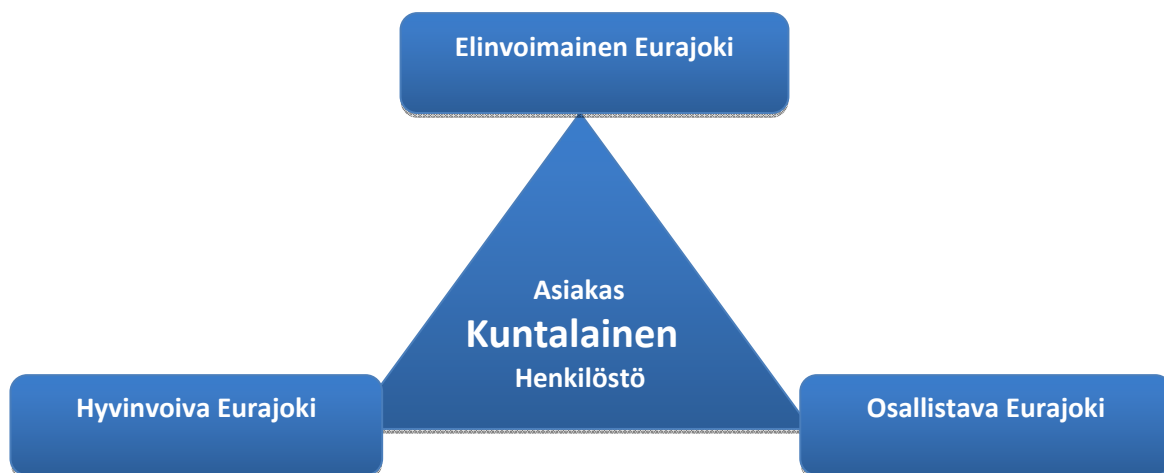 Elinvoimainen Eurajoki
Asiakas
Kuntalainen
Henkilöstö
Hyvinvoiva Eurajoki
Osallistava Eurajoki